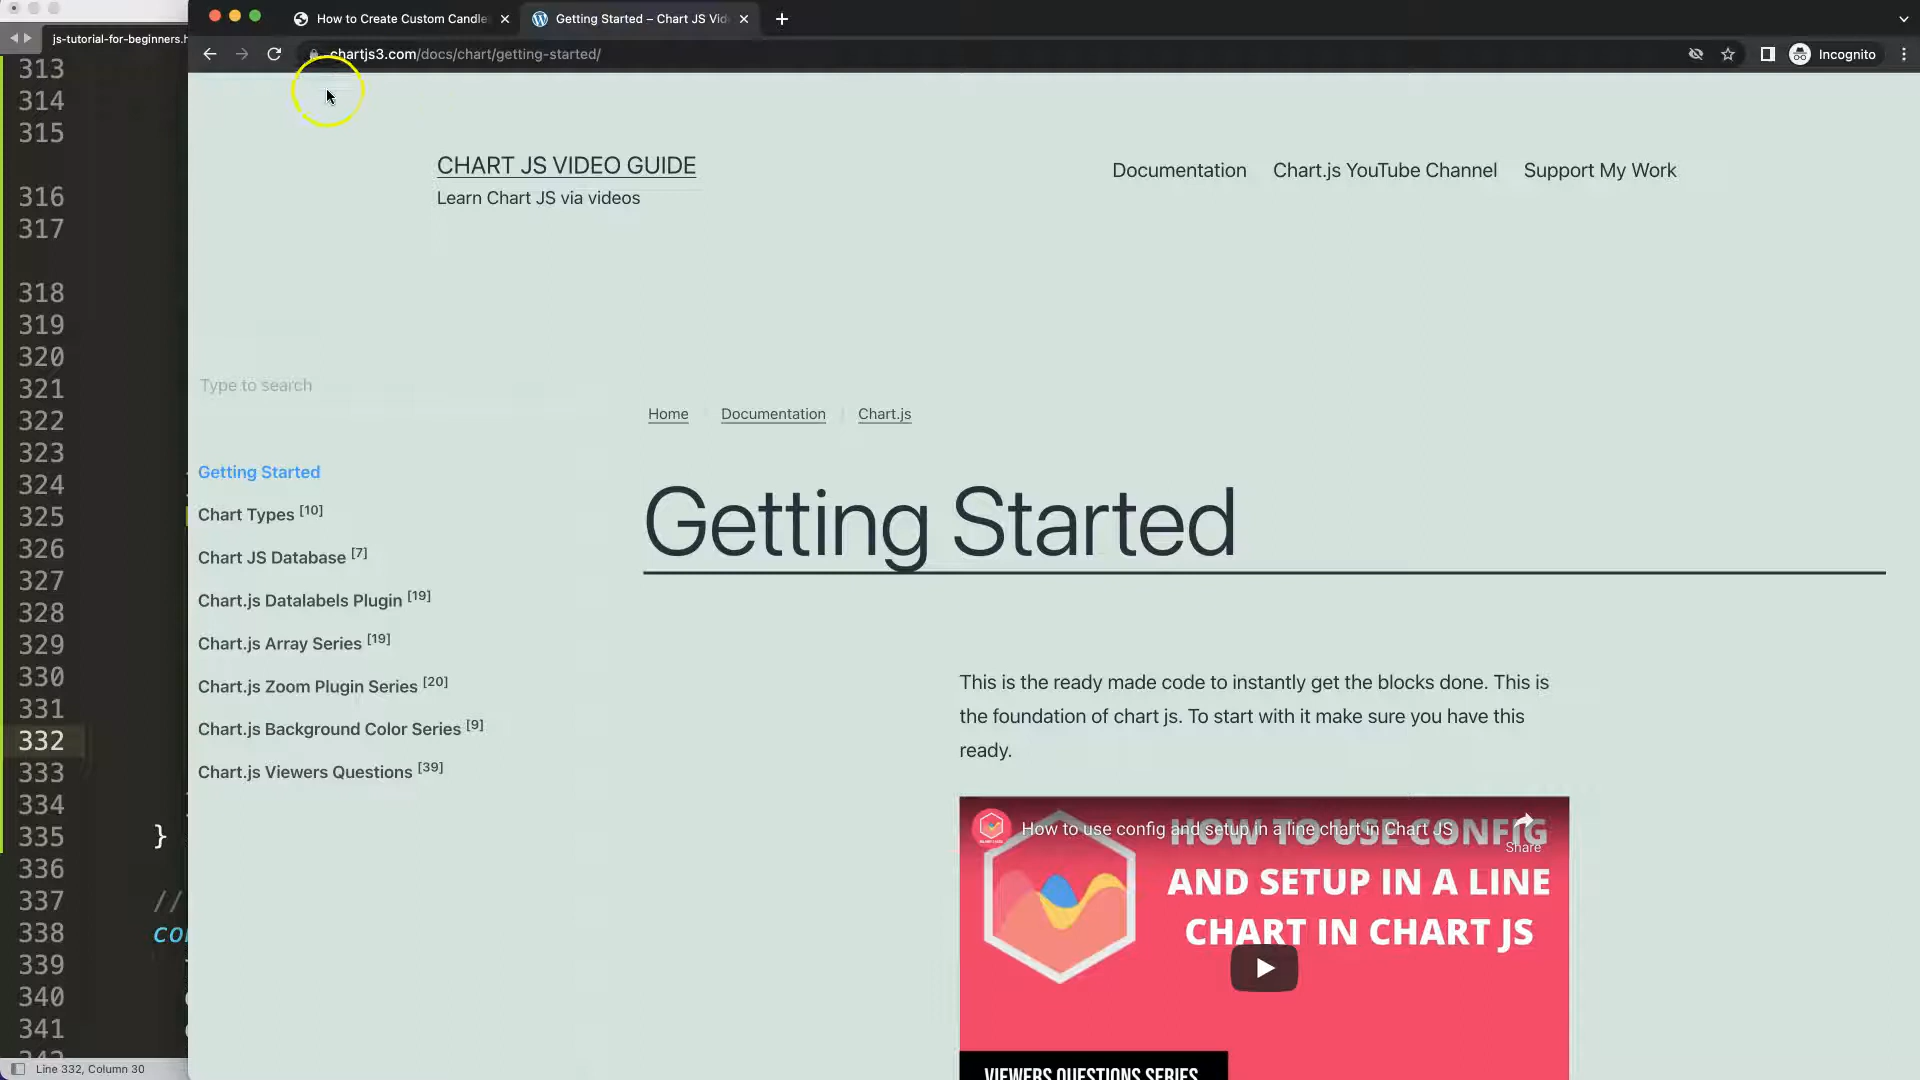 How to Create Custom Candle
Getting Started – Chart JS Vid
js-tutorial-for-beginners.h
chartjs3.com/docs/chart/getting-started/
Incognito
313
314
315
316
317
318
319
320
321
322
323
324
325
326
327
328
329
330
331
332
333
334
335 }
336
337 //
338 co
339
340
341
CHART JS VIDEO GUIDE
Learn Chart JS via videos
Documentation
Chart.js YouTube Channel
Support My Work
Type to search
Getting Started
Chart Types [10]
Chart JS Database [7]
Chart.js Datalabels Plugin [19]
Chart.js Array Series [19]
Chart.js Zoom Plugin Series [20]
Chart.js Background Color Series [9]
Chart.js Viewers Questions [39]
Home
Documentation
Chart.js
Getting Started
This is the ready made code to instantly get the blocks done. This is
the foundation of chart js. To start with it make sure you have this
ready.
How to use config and setup in a line chart in Chart JS
Share
HOW TO USE CONFIG
AND SETUP IN A LINE
CHART IN CHART JS
VIEWERS QUESTIONS SERIES
Line 332, Column 30